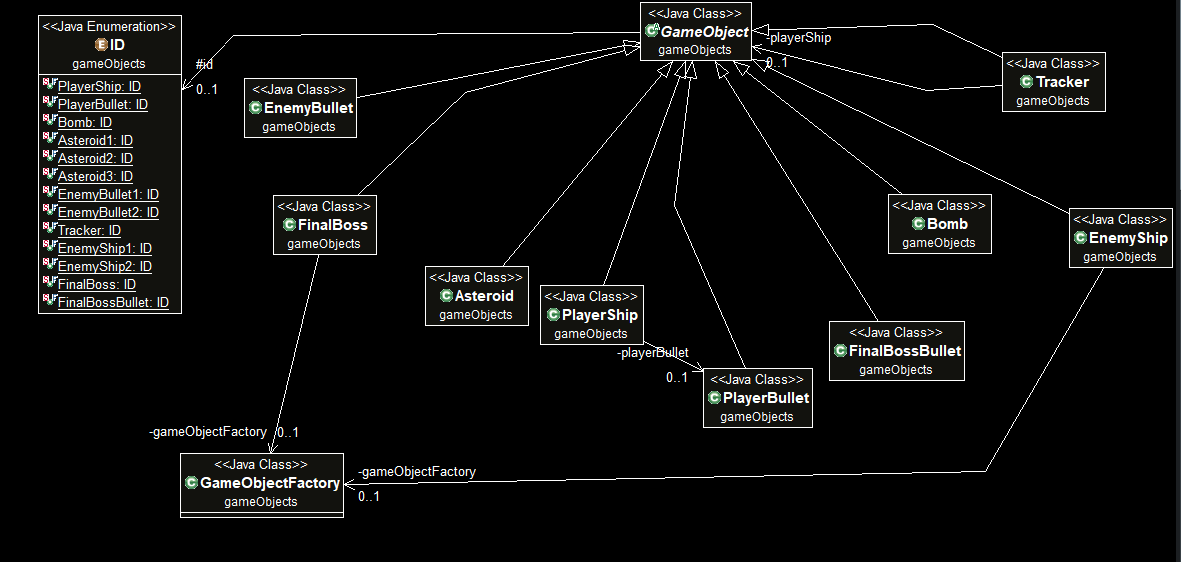 <<Java Enumeration>>
ID
gameObjects
PlayerShip: ID
PlayerBullet: ID
Bomb: ID
Asteroid1: ID
Asteroid2: ID
Asteroid3: ID
EnemyBullet1: ID
EnemyBullet2: ID
Tracker: ID
EnemyShip1: ID
EnemyShip2: ID
FinalBoss: ID
FinalBossBullet: ID
#id
0..1
<<Java Class>>
GameObject
gameObjects
-playerShip
0..1
<<Java Class>>
Tracker
gameObjects
<<Java Class>>
EnemyBullet
gameObjects
<<Java Class>>
FinalBoss
gameObjects
<<Java Class>>
Bomb
gameObjects
<<Java Class>>
EnemyShip
gameObjects
<<Java Class>>
Asteroid
gameObjects
<<Java Class>>
PlayerShip
gameObjects
-playerBullet
0..1
<<Java Class>>
PlayerBullet
gameObjects
<<Java Class>>
FinalBossBullet
gameObjects
-gameObjectFactory
0..1
<<Java Class>>
GameObjectFactory
gameObjects
-gameObjectFactory
0..1